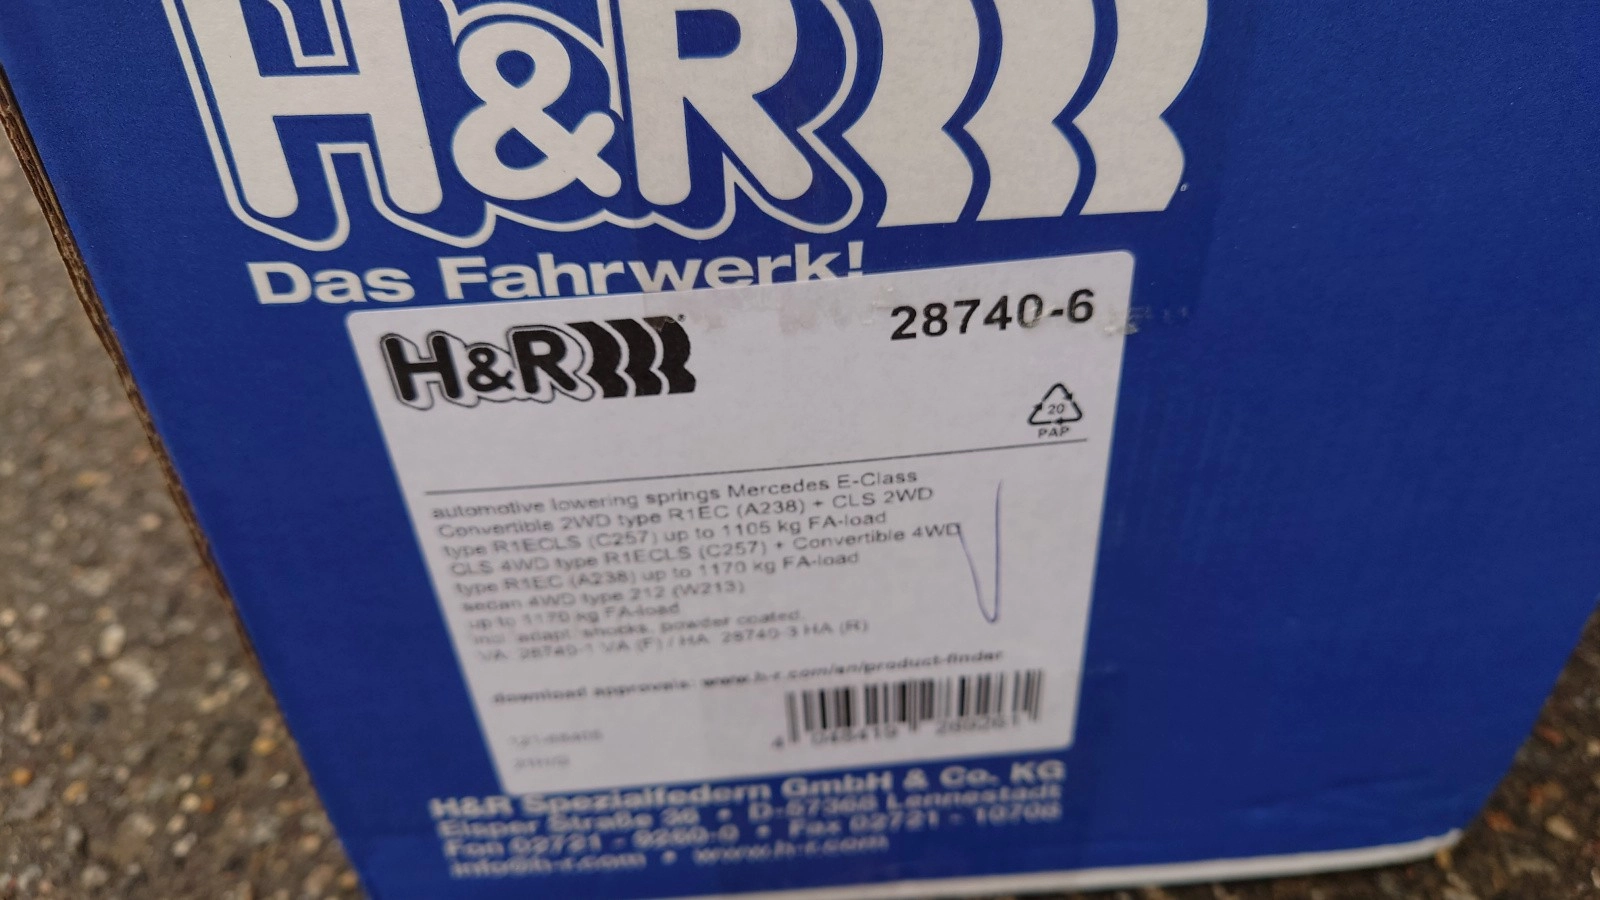 H&R
Das Fahrwerk!
H&R
28740-6
20
PAP
automotive lowering springs Mercedes E-Class
Convertible 2WD type R1EC (A238) + CLS 2WD
type R1ECLS (C257) up to 1105 kg FA-load
CLS 4WD type R1ECLS (C257) + Convertible 4WD
type R1EC (A238) up to 1170 kg FA-load
sedan 4WD type 212 (W213)
up to 1170 kg FA-load
incl. adapt. shocks, powder coated,
VA: 28740-1 VA (F) / HA: 28740-3 HA (R)
download approvals: www.h-r.com/en/product-finder
H&R Spezialfedern GmbH & Co. KG
Elsper Straße 36 • D-57368 Lennestadt
Fon 02721 - 9260-0 • Fax 02721 - 10708
info@h-r.com • www.h-r.com